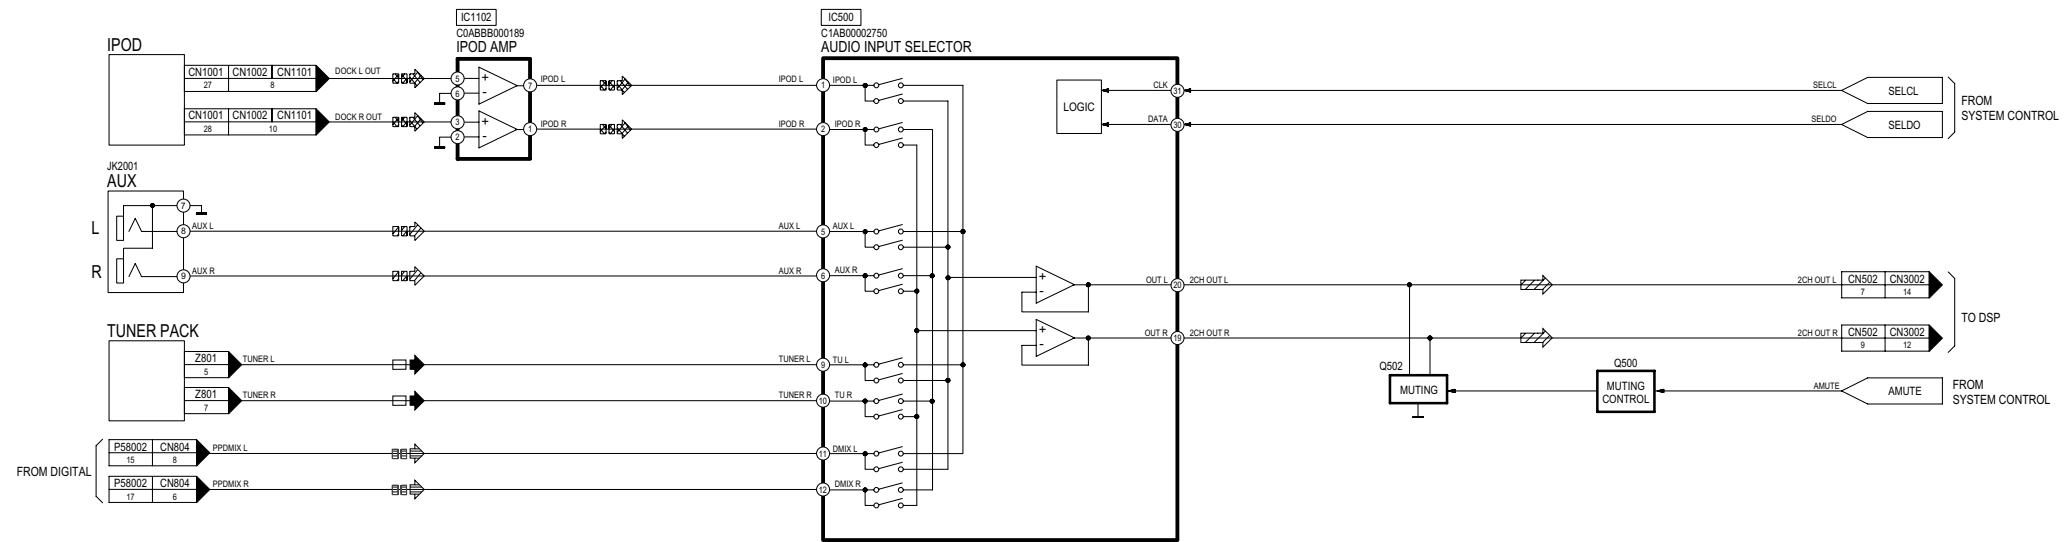 IPOD
CN1001 CN1002 CN1101
27 8
DOCK L OUT
CN1001 CN1002 CN1101
28 10
DOCK R OUT
IC1102
C0ABBB000189
IPOD AMP
5
+
6
-
7
IPOD L
3
+
2
-
1
IPOD R
JK2001
AUX
7
L
8
AUX L
R
9
AUX R
TUNER PACK
Z801
5
TUNER L
Z801
7
TUNER R
FROM DIGITAL
P58002 CN804
15 8
PPDMIX L
P58002 CN804
17 6
PPDMIX R
IC500
C1AB00002750
AUDIO INPUT SELECTOR
IPOD L 1 IPOD L
IPOD R 2 IPOD R
AUX L 5 AUX L
AUX R 6 AUX R
TUNER L 9 TU L
TUNER R 10 TU R
11 DMIX L
12 DMIX R
LOGIC
CLK 31
DATA 30
+
-
OUT L 20 2CH OUT L
+
-
OUT R 19 2CH OUT R
SELCL
SELCL
SELDO
SELDO
FROM
SYSTEM CONTROL
2CH OUT L
CN502 CN3002
7 14
2CH OUT R
CN502 CN3002
9 12
TO DSP
Q502
MUTING
Q500
MUTING
CONTROL
AMUTE
AMUTE
FROM
SYSTEM CONTROL